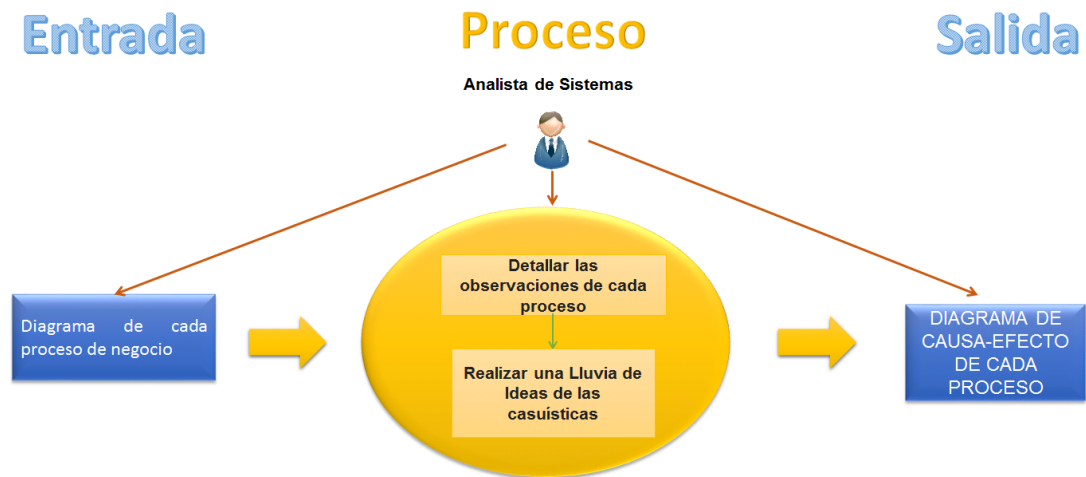 Entrada
Proceso
Salida
Analista de Sistemas
Diagrama de cada
proceso de negocio
Detallar las
observaciones de cada
proceso
Realizar una Lluvia de
Ideas de las
casuísticas
DIAGRAMA DE
CAUSA-EFECTO
DE CADA
PROCESO